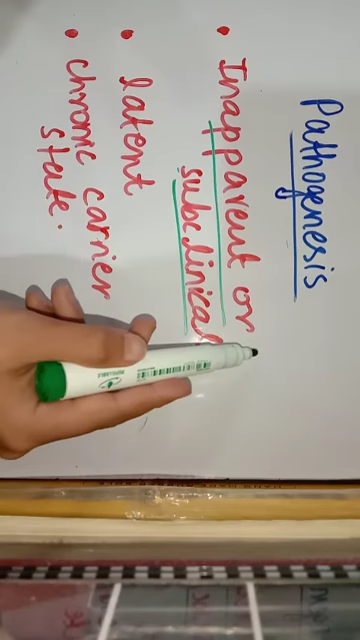 Pathogenesis
• Inapparent or
subclinical
• latent
• chronic carrier
state.